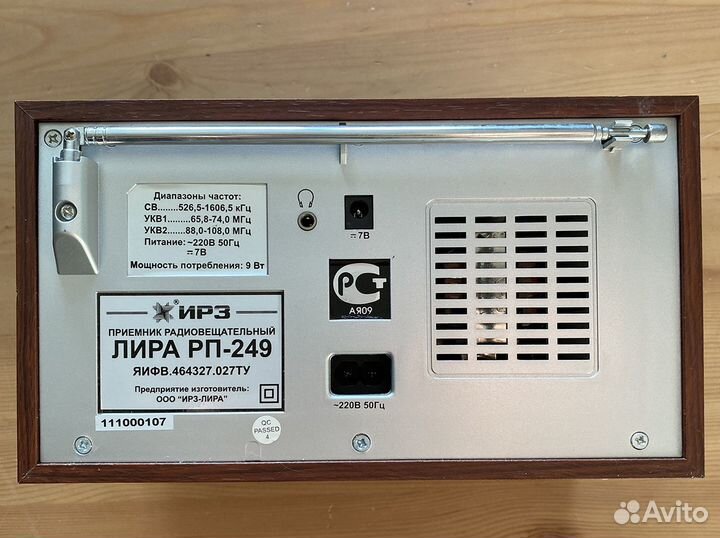 Диапазоны частот:
СВ........526,5-1606,5 кГц
УКВ1.........65,8-74,0 МГц
УКВ2.......88,0-108,0 МГц
Питание: ~220В 50Гц
⎓7В
Мощность потребления: 9 Вт
⎓7В
РСТ
АЯ09
® ИРЗ
ПРИЕМНИК РАДИОВЕЩАТЕЛЬНЫЙ
ЛИРА РП-249
ЯИФВ.464327.027ТУ
Предприятие изготовитель:
ООО "ИРЗ-ЛИРА"
111000107
QC
PASSED
4
~220В 50Гц
Avito